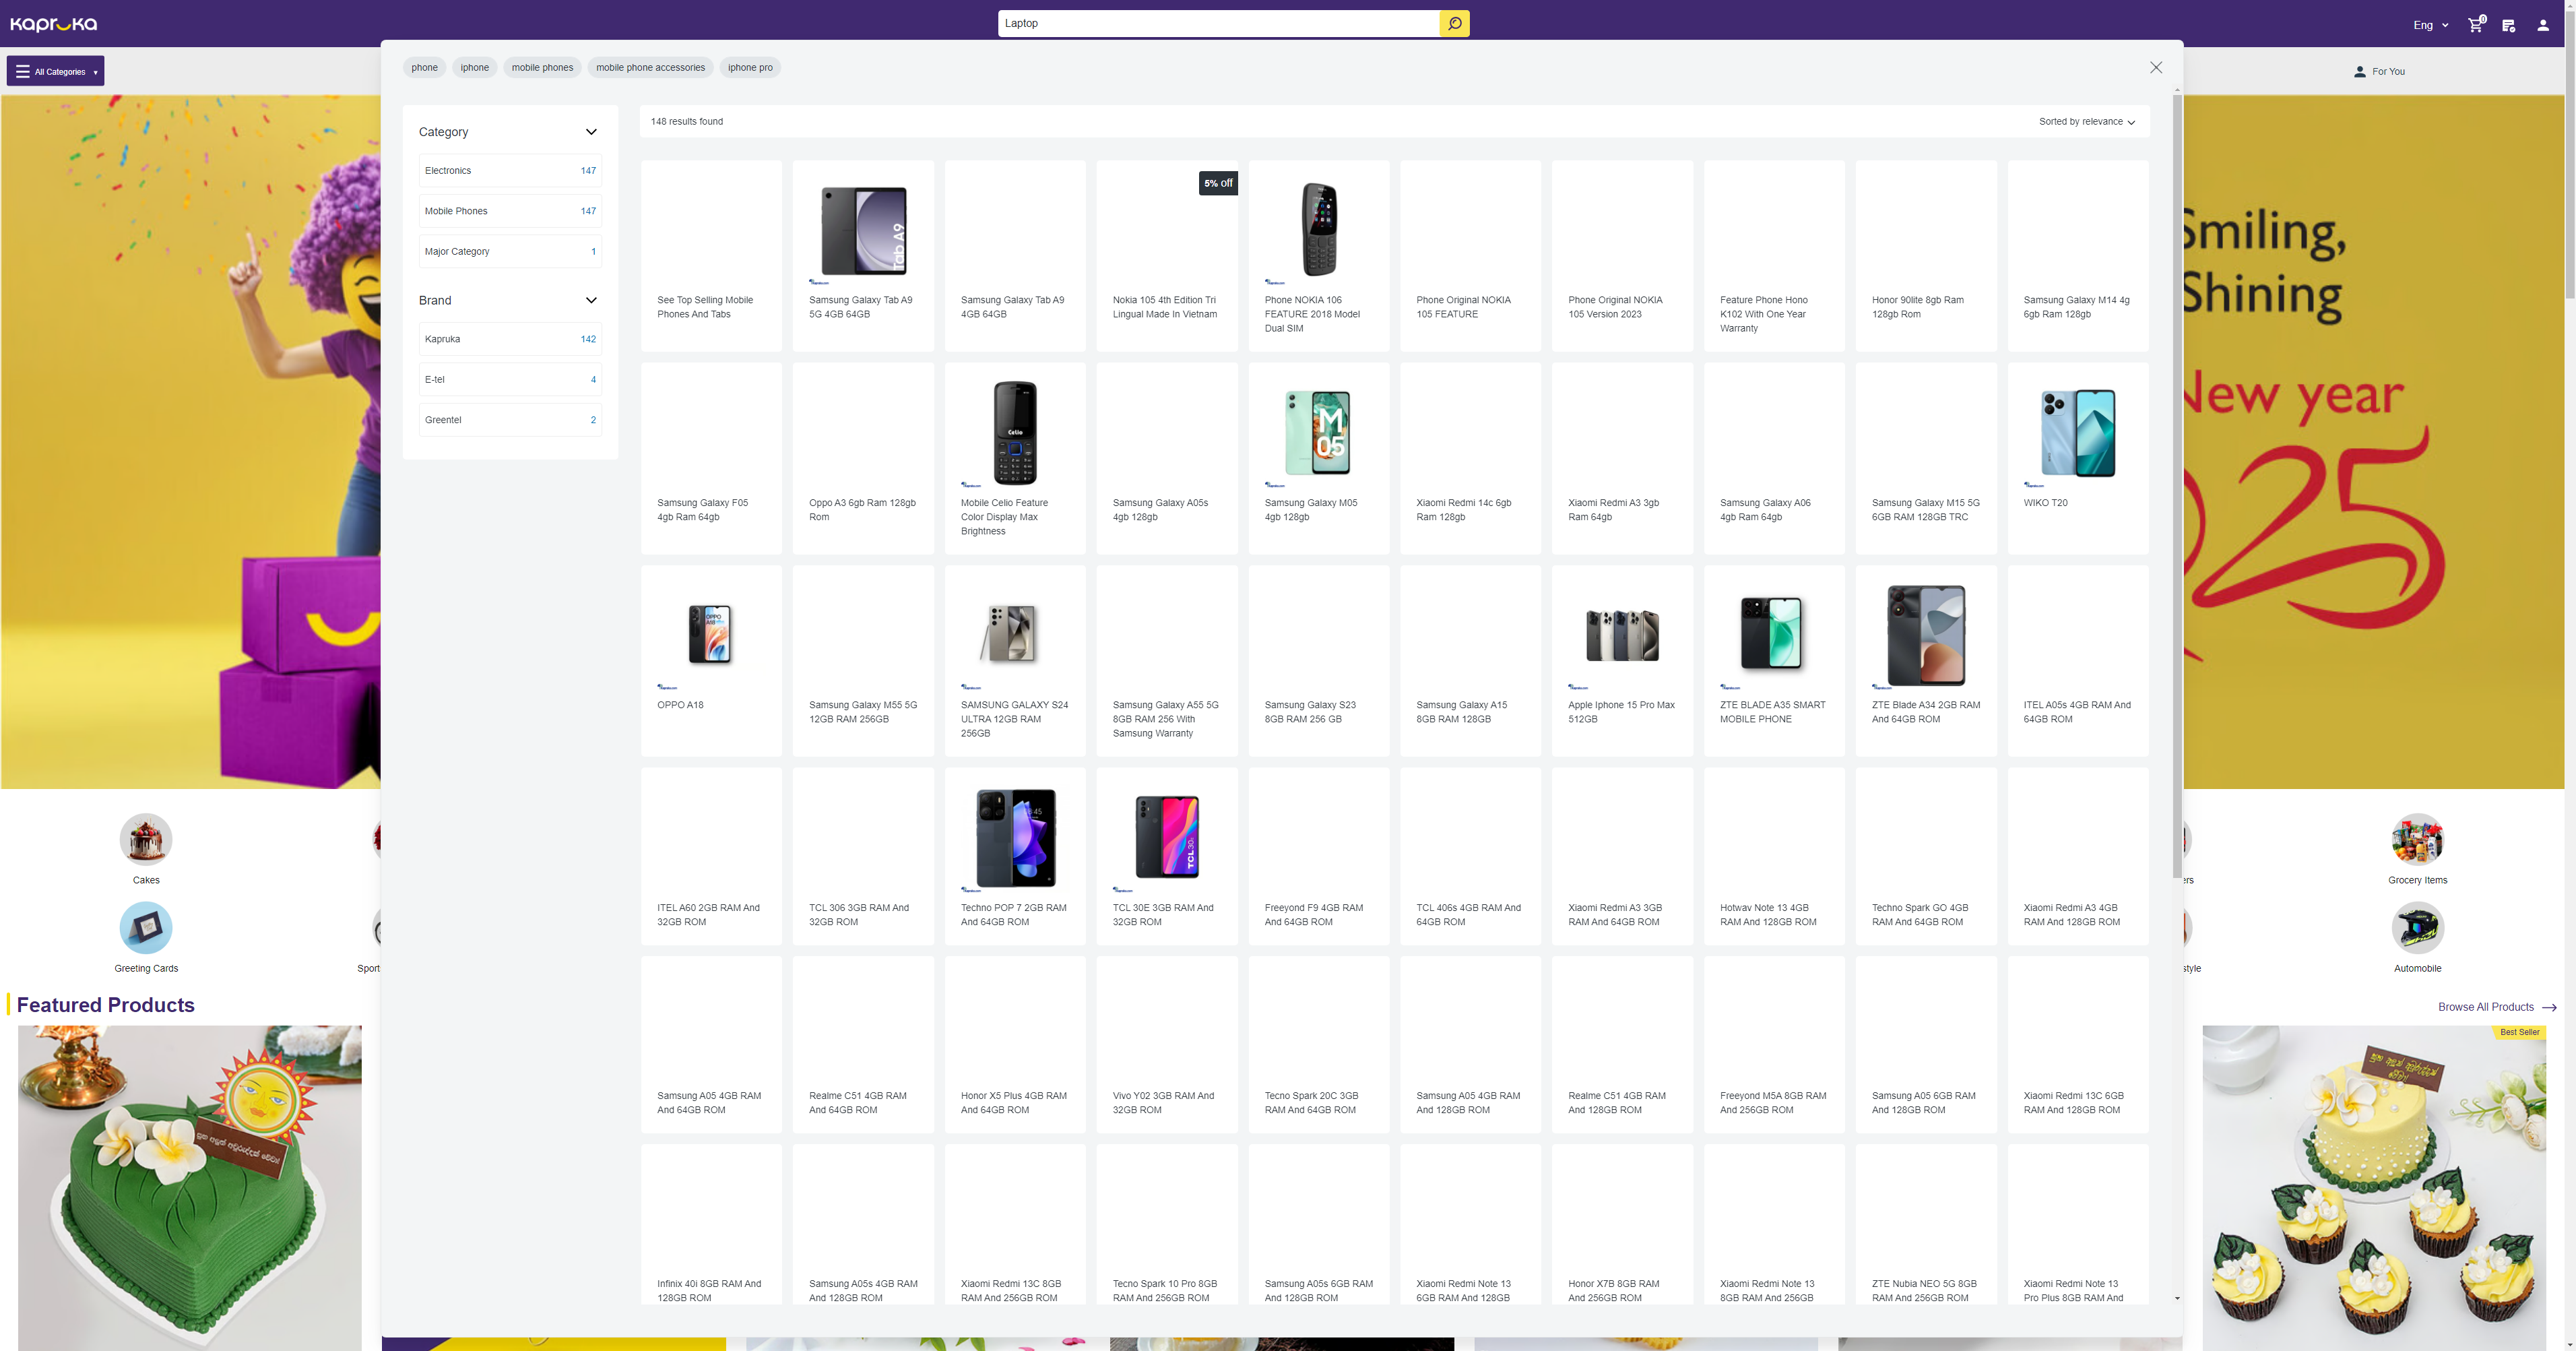 Kapruka
Laptop
Eng
0
All Categories
For You
phone
iphone
mobile phones
mobile phone accessories
iphone pro
Category
Electronics 147
Mobile Phones 147
Major Category 1
Brand
Kapruka 142
E-tel 4
Greentel 2
148 results found
Sorted by relevance
See Top Selling Mobile
Phones And Tabs
Tab A9
Samsung Galaxy Tab A9
5G 4GB 64GB
Samsung Galaxy Tab A9
4GB 64GB
5% off
Nokia 105 4th Edition Tri
Lingual Made In Vietnam
Phone NOKIA 106
FEATURE 2018 Model
Dual SIM
Phone Original NOKIA
105 FEATURE
Phone Original NOKIA
105 Version 2023
Feature Phone Hono
K102 With One Year
Warranty
Honor 90lite 8gb Ram
128gb Rom
Samsung Galaxy M14 4g
6gb Ram 128gb
Samsung Galaxy F05
4gb Ram 64gb
Oppo A3 6gb Ram 128gb
Rom
Celio
Mobile Celio Feature
Color Display Max
Brightness
Samsung Galaxy A05s
4gb 128gb
M
05
Samsung Galaxy M05
4gb 128gb
Xiaomi Redmi 14c 6gb
Ram 128gb
Xiaomi Redmi A3 3gb
Ram 64gb
Samsung Galaxy A06
4gb Ram 64gb
Samsung Galaxy M15 5G
6GB RAM 128GB TRC
WIKO T20
OPPO
A18
OPPO A18
Samsung Galaxy M55 5G
12GB RAM 256GB
SAMSUNG GALAXY S24
ULTRA 12GB RAM
256GB
Samsung Galaxy A55 5G
8GB RAM 256 With
Samsung Warranty
Samsung Galaxy S23
8GB RAM 256 GB
Samsung Galaxy A15
8GB RAM 128GB
Apple Iphone 15 Pro Max
512GB
ZTE BLADE A35 SMART
MOBILE PHONE
ZTE Blade A34 2GB RAM
And 64GB ROM
ITEL A05s 4GB RAM And
64GB ROM
ITEL A60 2GB RAM And
32GB ROM
TCL 306 3GB RAM And
32GB ROM
Techno POP 7 2GB RAM
And 64GB ROM
TCL 30E 3GB RAM And
32GB ROM
Freeyond F9 4GB RAM
And 64GB ROM
TCL 406s 4GB RAM And
64GB ROM
Xiaomi Redmi A3 3GB
RAM And 64GB ROM
Hotwav Note 13 4GB
RAM And 128GB ROM
Techno Spark GO 4GB
RAM And 64GB ROM
Xiaomi Redmi A3 4GB
RAM And 128GB ROM
Samsung A05 4GB RAM
And 64GB ROM
Realme C51 4GB RAM
And 64GB ROM
Honor X5 Plus 4GB RAM
And 64GB ROM
Vivo Y02 3GB RAM And
32GB ROM
Tecno Spark 20C 3GB
RAM And 64GB ROM
Samsung A05 4GB RAM
And 128GB ROM
Realme C51 4GB RAM
And 128GB ROM
Freeyond M5A 8GB RAM
And 256GB ROM
Samsung A05 6GB RAM
And 128GB ROM
Xiaomi Redmi 13C 6GB
RAM And 128GB ROM
Infinix 40i 8GB RAM And
128GB ROM
Samsung A05s 4GB RAM
And 128GB ROM
Xiaomi Redmi 13C 8GB
RAM And 256GB ROM
Tecno Spark 10 Pro 8GB
RAM And 256GB ROM
Samsung A05s 6GB RAM
And 128GB ROM
Xiaomi Redmi Note 13
6GB RAM And 128GB
Honor X7B 8GB RAM
And 256GB ROM
Xiaomi Redmi Note 13
8GB RAM And 256GB
ZTE Nubia NEO 5G 8GB
RAM And 256GB ROM
Xiaomi Redmi Note 13
Pro Plus 8GB RAM And
Smiling,
Shining
New year
25
Cakes
Greeting Cards
Sport
ers
style
Grocery Items
Automobile
Featured Products
Browse All Products
Best Seller